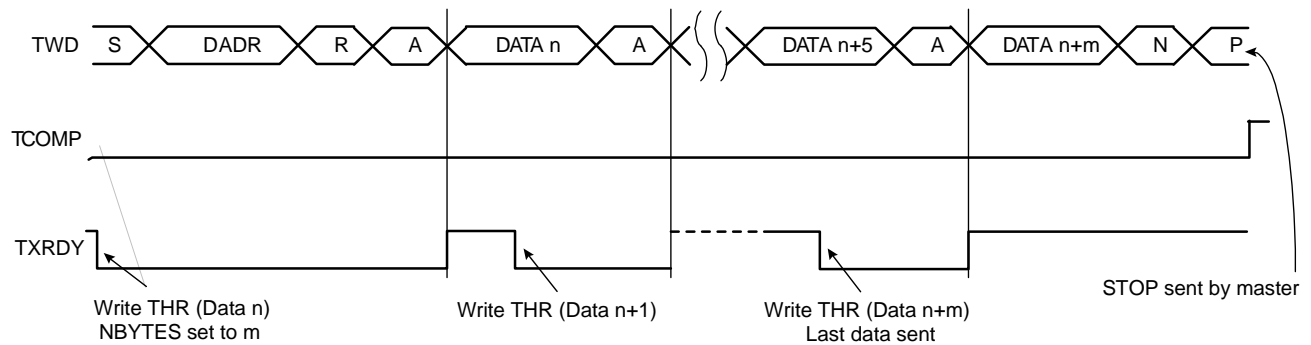 TWD S DADR R A DATA n A DATA n+5 A DATA n+m N P
TCOMP
TXRDY
Write THR (Data n)
NBYTES set to m
Write THR (Data n+1)
Write THR (Data n+m)
Last data sent
STOP sent by master